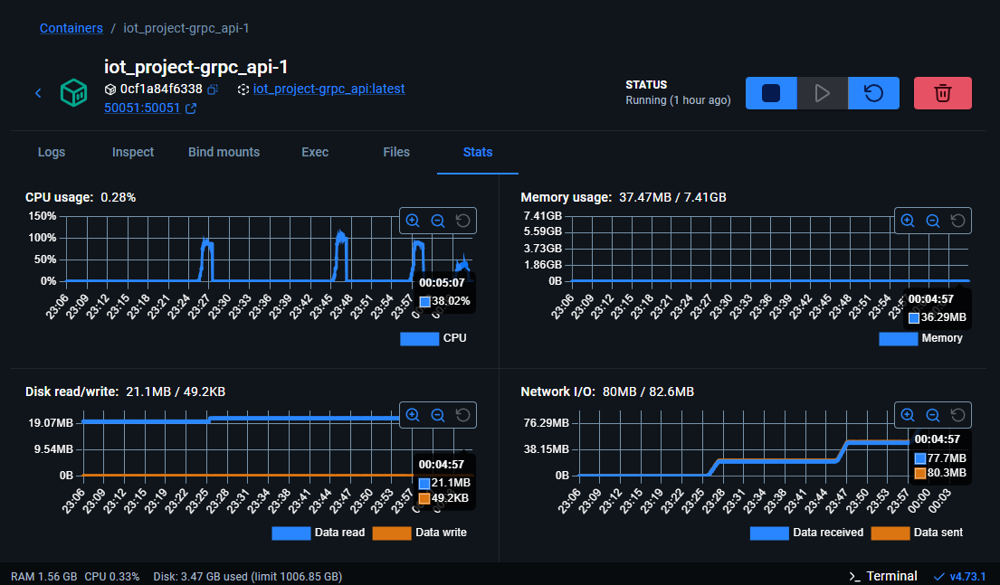 Containers / iot_project-grpc_api-1
iot_project-grpc_api-1
0cf1a84f6338 iot_project-grpc_api:latest
50051:50051
STATUS
Running (1 hour ago)
Logs Inspect Bind mounts Exec Files Stats
CPU usage: 0.28%
150%
100%
50%
0%
23:06 23:09 23:12 23:15 23:18 23:21 23:24 23:27 23:30 23:33 23:36 23:39 23:42 23:45 23:48 23:51 23:54 23:57
00:05:07
38.02%
CPU
Memory usage: 37.47MB / 7.41GB
7.41GB
5.59GB
3.73GB
1.86GB
0B
23:06 23:09 23:12 23:15 23:18 23:21 23:24 23:27 23:30 23:33 23:36 23:39 23:42 23:45 23:48 23:51 23:54
00:04:57
36.29MB
Memory
Disk read/write: 21.1MB / 49.2KB
19.07MB
9.54MB
0B
23:06 23:09 23:12 23:15 23:19 23:22 23:25 23:28 23:31 23:34 23:37 23:40 23:43 23:47 23:50 23:53 23:57
00:04:57
21.1MB
49.2KB
Data read Data write
Network I/O: 80MB / 82.6MB
76.29MB
38.15MB
0B
23:06 23:09 23:12 23:15 23:19 23:22 23:25 23:28 23:31 23:34 23:38 23:41 23:44 23:47 23:50 23:53 23:57 00:00 00:03
00:04:57
77.7MB
80.3MB
Data received Data sent
RAM 1.56 GB CPU 0.33% Disk: 3.47 GB used (limit 1006.85 GB)
Terminal v4.73.1